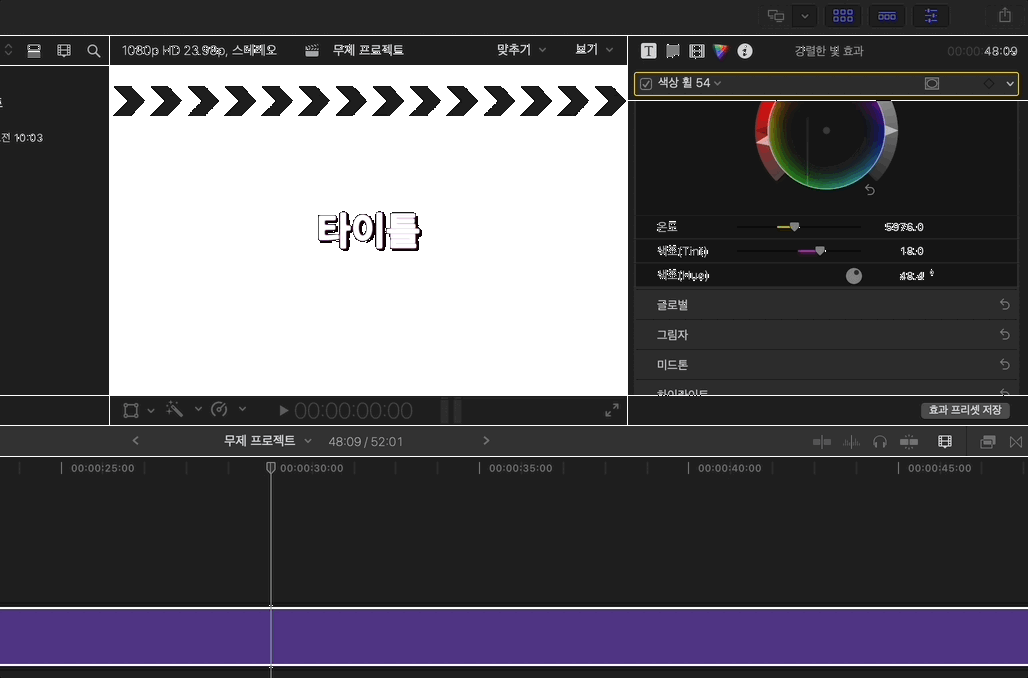 1080p HD 23.98p, 스테레오
무제 프로젝트
맞추기
보기
T
강렬한 빛 효과
00:00:48:09
색상 휠 54
전 10:03
타이틀
온도
5976.0
색조(Tint)
18.0
색조(Hue)
48.4 °
글로벌
그림자
미드톤
하이라이트
00:00:00:00
효과 프리셋 저장
무제 프로젝트
48:09 / 52:01
00:00:25:00
00:00:30:00
00:00:35:00
00:00:40:00
00:00:45:00